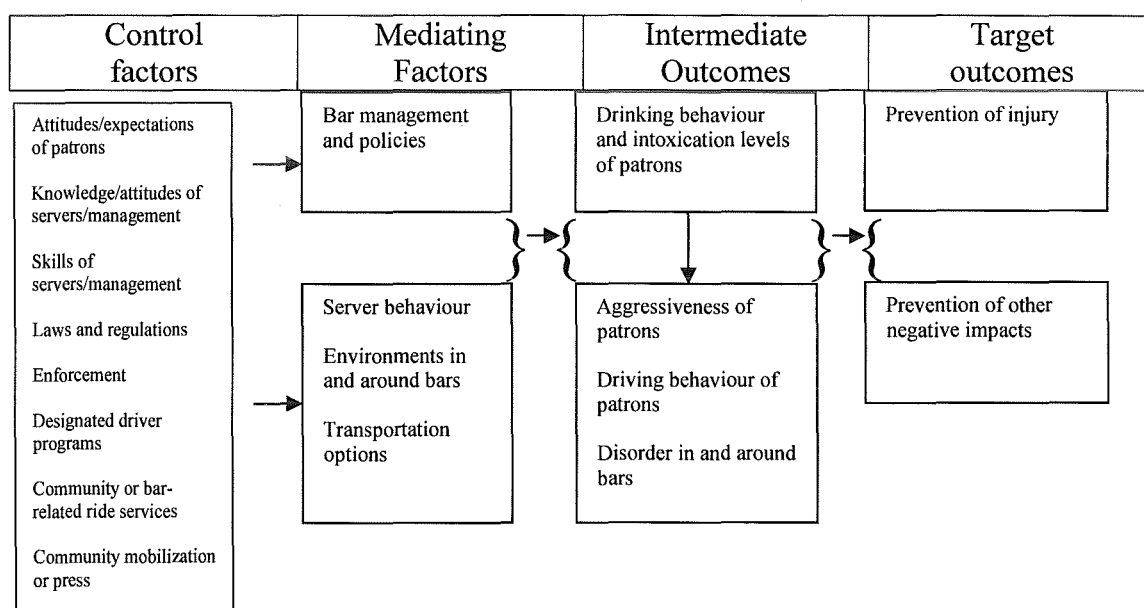 Control
factors
Mediating
Factors
Intermediate
Outcomes
Target
outcomes
Attitudes/expectations
of patrons
Knowledge/attitudes of
servers/management
Skills of
servers/management
Laws and regulations
Enforcement
Designated driver
programs
Community or bar-
related ride services
Community mobilization
or press
Bar management
and policies
Server behaviour
Environments in
and around bars
Transportation
options
Drinking behaviour
and intoxication levels
of patrons
Aggressiveness of
patrons
Driving behaviour of
patrons
Disorder in and around
bars
Prevention of injury
Prevention of other
negative impacts